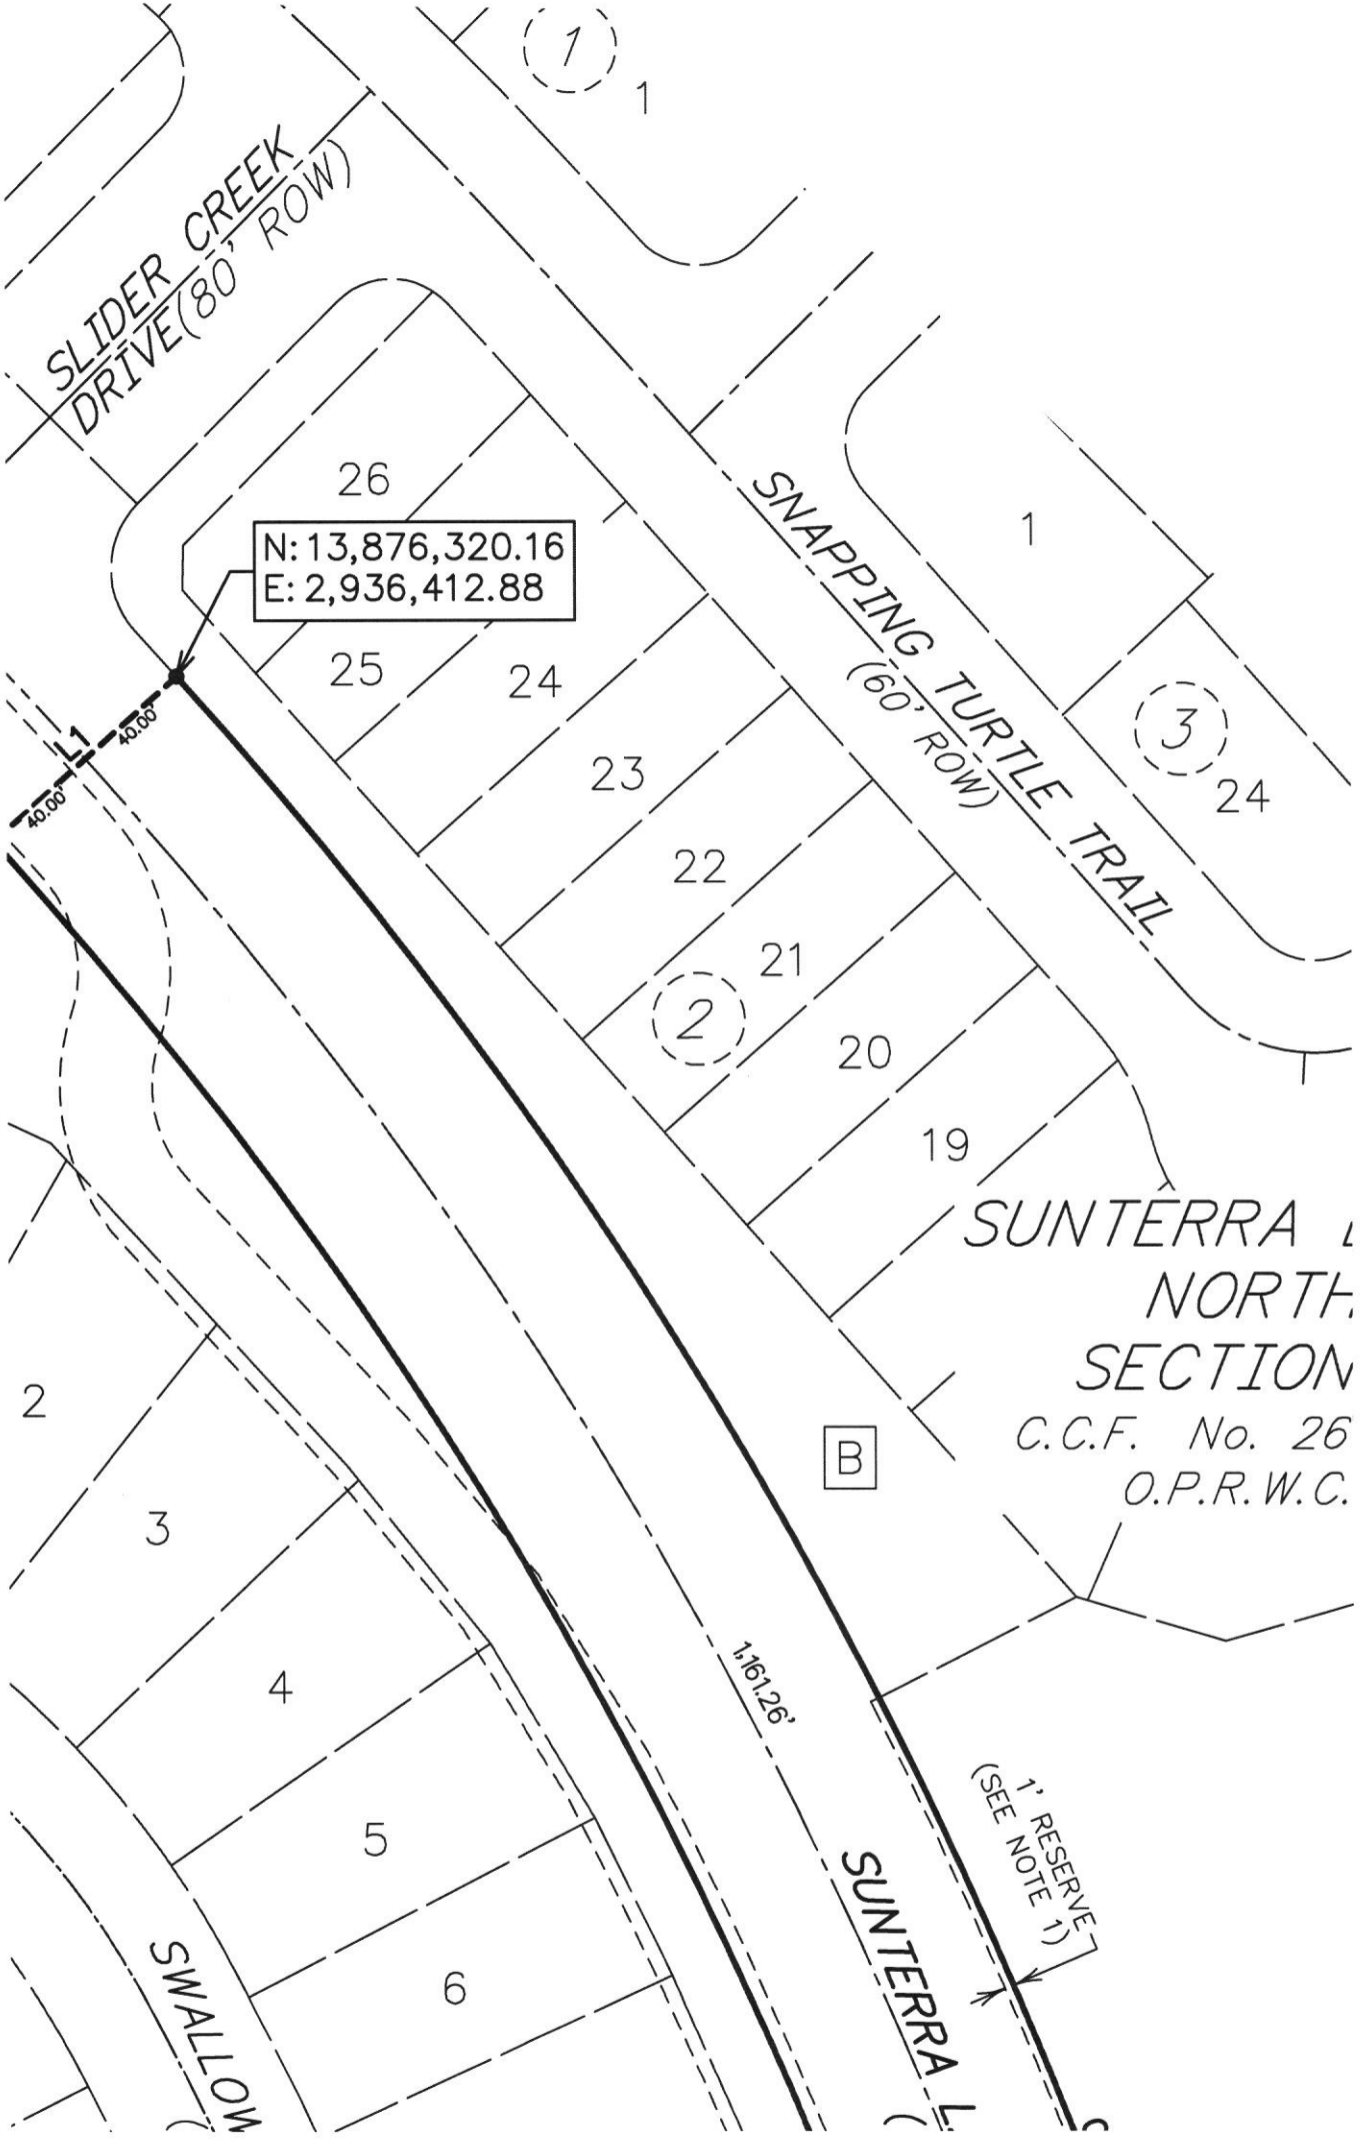 1
1
SLIDER CREEK
DRIVE(80' ROW)
26
N: 13,876,320.16
E: 2,936,412.88
SNAPPING TURTLE TRAIL
(60' ROW)
1
25
24
3
24
L1
40.00'
40.00'
23
22
21
2
20
19
SUNTERRA
NORTH
SECTION
C.C.F. No. 26
O.P.R.W.C.
2
B
3
4
1,161.26'
1' RESERVE
(SEE NOTE 1)
5
SUNTERRA L
(
6
SWALLOW
(